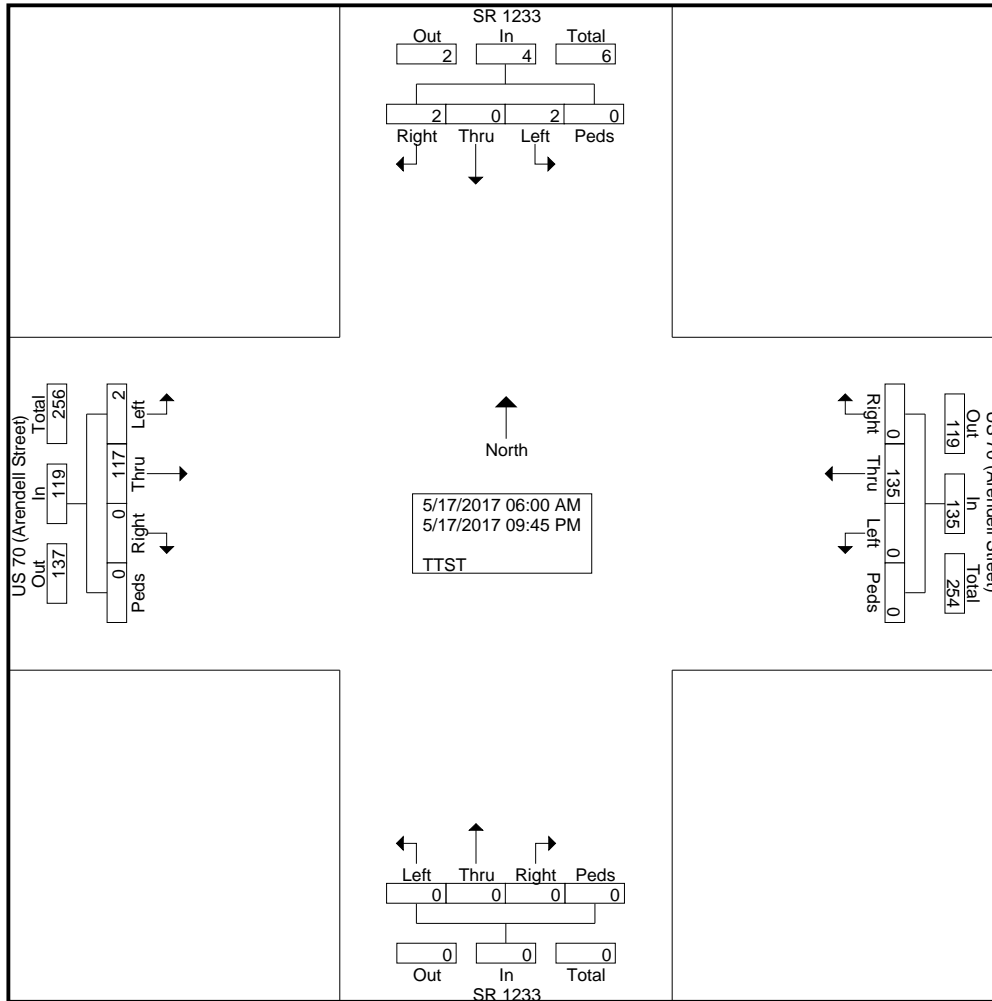 SR 1233
Out In Total
2 4 6
2 0 2 0
Right Thru Left Peds
US 70 (Arendell Street)
Total In Out
256 119 137
2 117 0 0
Left Thru Right Peds
North
5/17/2017 06:00 AM
5/17/2017 09:45 PM
TTST
Right Thru Left Peds
0 135 0 0
119 135 254
Out In Total
US 70 (Arendell Street)
Left Thru Right Peds
0 0 0 0
0 0 0
Out In Total
SR 1233